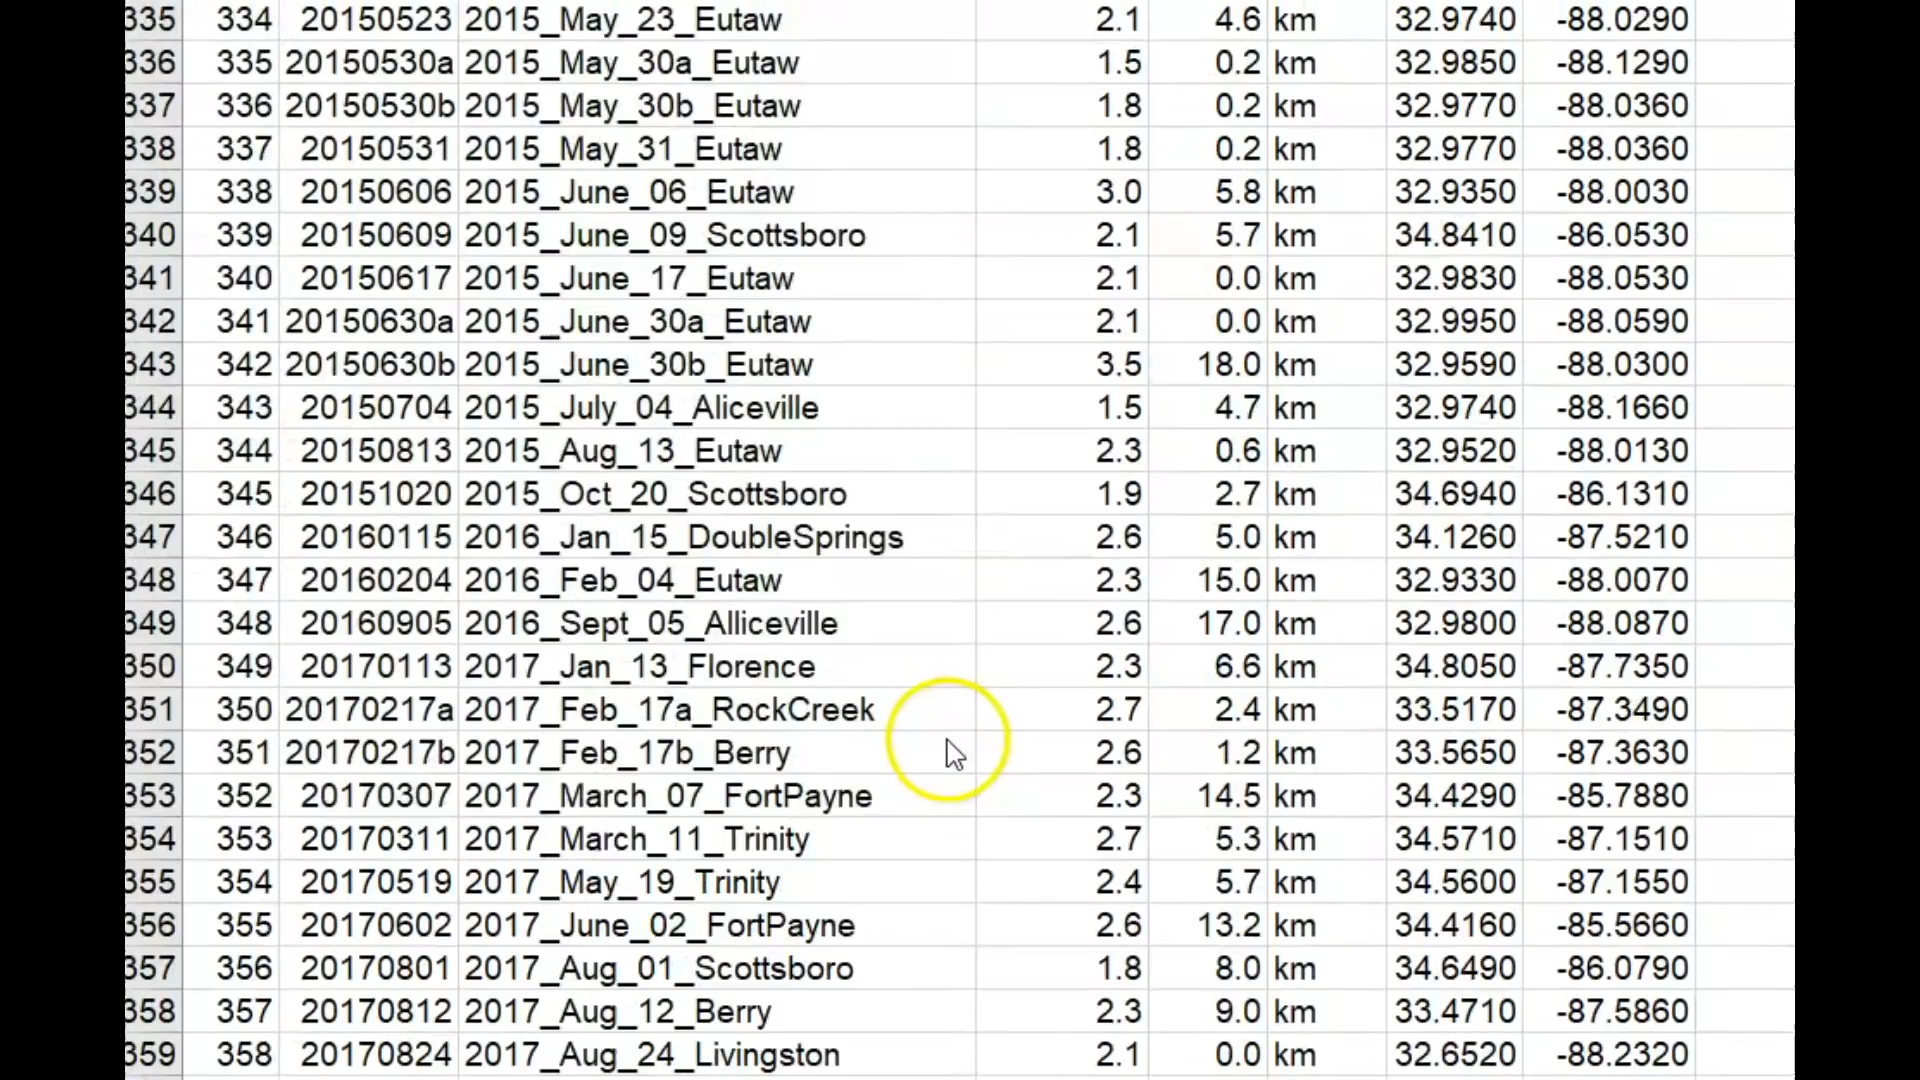 335 334 20150523 2015_May_23_Eutaw 2.1 4.6 km 32.9740 -88.0290
336 335 20150530a 2015_May_30a_Eutaw 1.5 0.2 km 32.9850 -88.1290
337 336 20150530b 2015_May_30b_Eutaw 1.8 0.2 km 32.9770 -88.0360
338 337 20150531 2015_May_31_Eutaw 1.8 0.2 km 32.9770 -88.0360
339 338 20150606 2015_June_06_Eutaw 3.0 5.8 km 32.9350 -88.0030
340 339 20150609 2015_June_09_Scottsboro 2.1 5.7 km 34.8410 -86.0530
341 340 20150617 2015_June_17_Eutaw 2.1 0.0 km 32.9830 -88.0530
342 341 20150630a 2015_June_30a_Eutaw 2.1 0.0 km 32.9950 -88.0590
343 342 20150630b 2015_June_30b_Eutaw 3.5 18.0 km 32.9590 -88.0300
344 343 20150704 2015_July_04_Aliceville 1.5 4.7 km 32.9740 -88.1660
345 344 20150813 2015_Aug_13_Eutaw 2.3 0.6 km 32.9520 -88.0130
346 345 20151020 2015_Oct_20_Scottsboro 1.9 2.7 km 34.6940 -86.1310
347 346 20160115 2016_Jan_15_DoubleSprings 2.6 5.0 km 34.1260 -87.5210
348 347 20160204 2016_Feb_04_Eutaw 2.3 15.0 km 32.9330 -88.0070
349 348 20160905 2016_Sept_05_Alliceville 2.6 17.0 km 32.9800 -88.0870
350 349 20170113 2017_Jan_13_Florence 2.3 6.6 km 34.8050 -87.7350
351 350 20170217a 2017_Feb_17a_RockCreek 2.7 2.4 km 33.5170 -87.3490
352 351 20170217b 2017_Feb_17b_Berry 2.6 1.2 km 33.5650 -87.3630
353 352 20170307 2017_March_07_FortPayne 2.3 14.5 km 34.4290 -85.7880
354 353 20170311 2017_March_11_Trinity 2.7 5.3 km 34.5710 -87.1510
355 354 20170519 2017_May_19_Trinity 2.4 5.7 km 34.5600 -87.1550
356 355 20170602 2017_June_02_FortPayne 2.6 13.2 km 34.4160 -85.5660
357 356 20170801 2017_Aug_01_Scottsboro 1.8 8.0 km 34.6490 -86.0790
358 357 20170812 2017_Aug_12_Berry 2.3 9.0 km 33.4710 -87.5860
359 358 20170824 2017_Aug_24_Livingston 2.1 0.0 km 32.6520 -88.2320